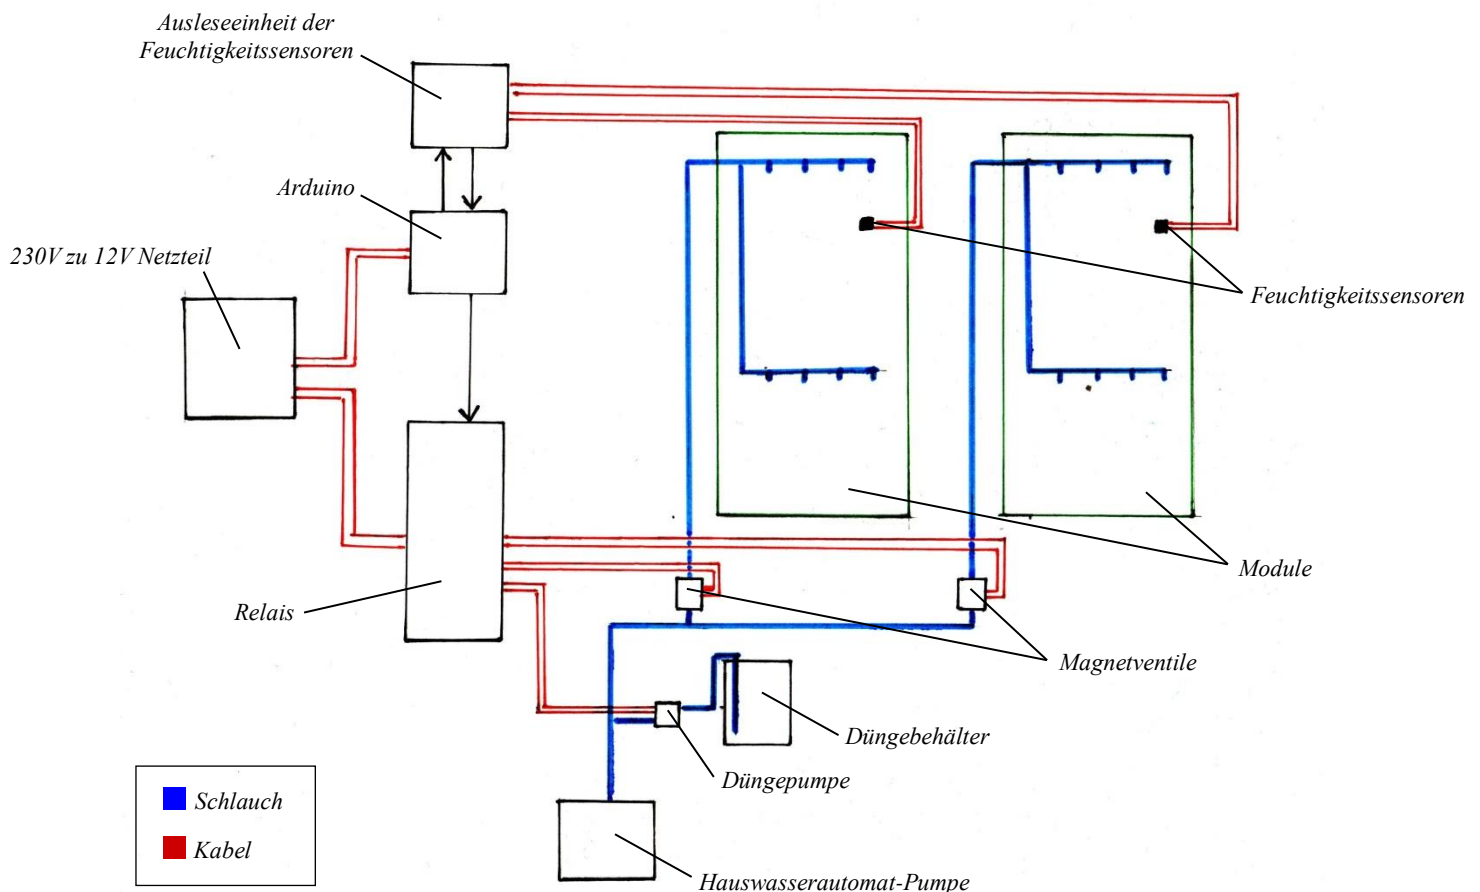 Ausleseeinheit der
Feuchtigkeitssensoren
Arduino
230V zu 12V Netzteil
Feuchtigkeitssensoren
Module
Relais
Magnetventile
Düngebehälter
Düngepumpe
Schlauch
Kabel
Hauswasserautomat-Pumpe